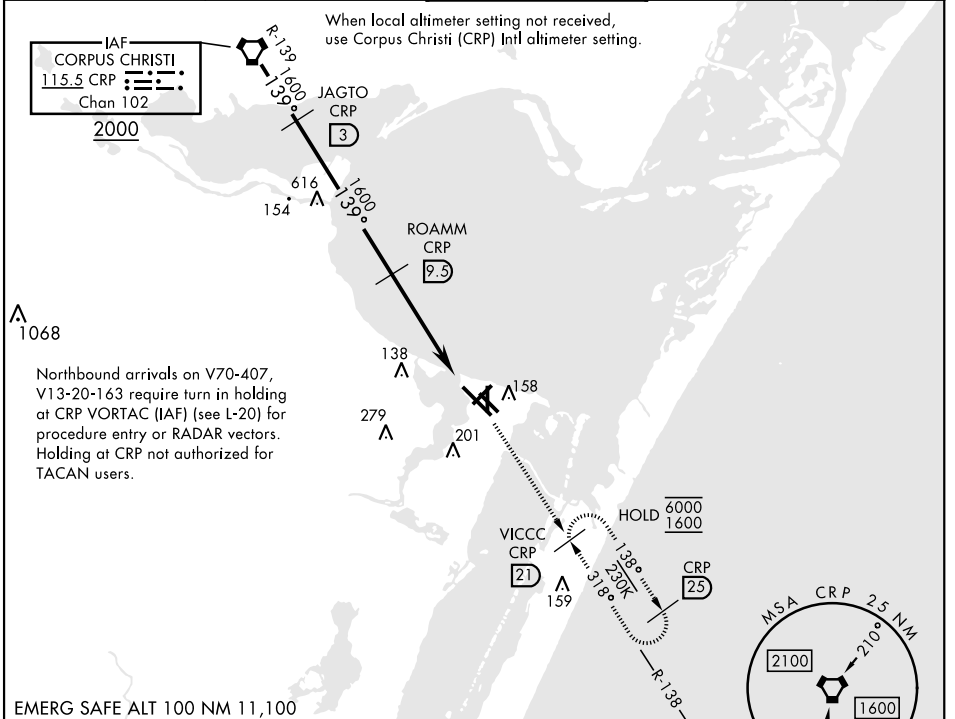 When local altimeter setting not received,
use Corpus Christi (CRP) Intl altimeter setting.
IAF
CORPUS CHRISTI
115.5 CRP
Chan 102
2000
R-139
1600
139°
JAGTO
CRP
3
616
154
1600
139°
ROAMM
CRP
9.5
1068
138
158
279
201
Northbound arrivals on V70-407,
V13-20-163 require turn in holding
at CRP VORTAC (IAF) (see L-20) for
procedure entry or RADAR vectors.
Holding at CRP not authorized for
TACAN users.
HOLD 6000
1600
VICCC
CRP
21
138°
230K
318°
CRP
25
159
R-138
MSA CRP 25 NM
210°
2100
1600
EMERG SAFE ALT 100 NM 11,100